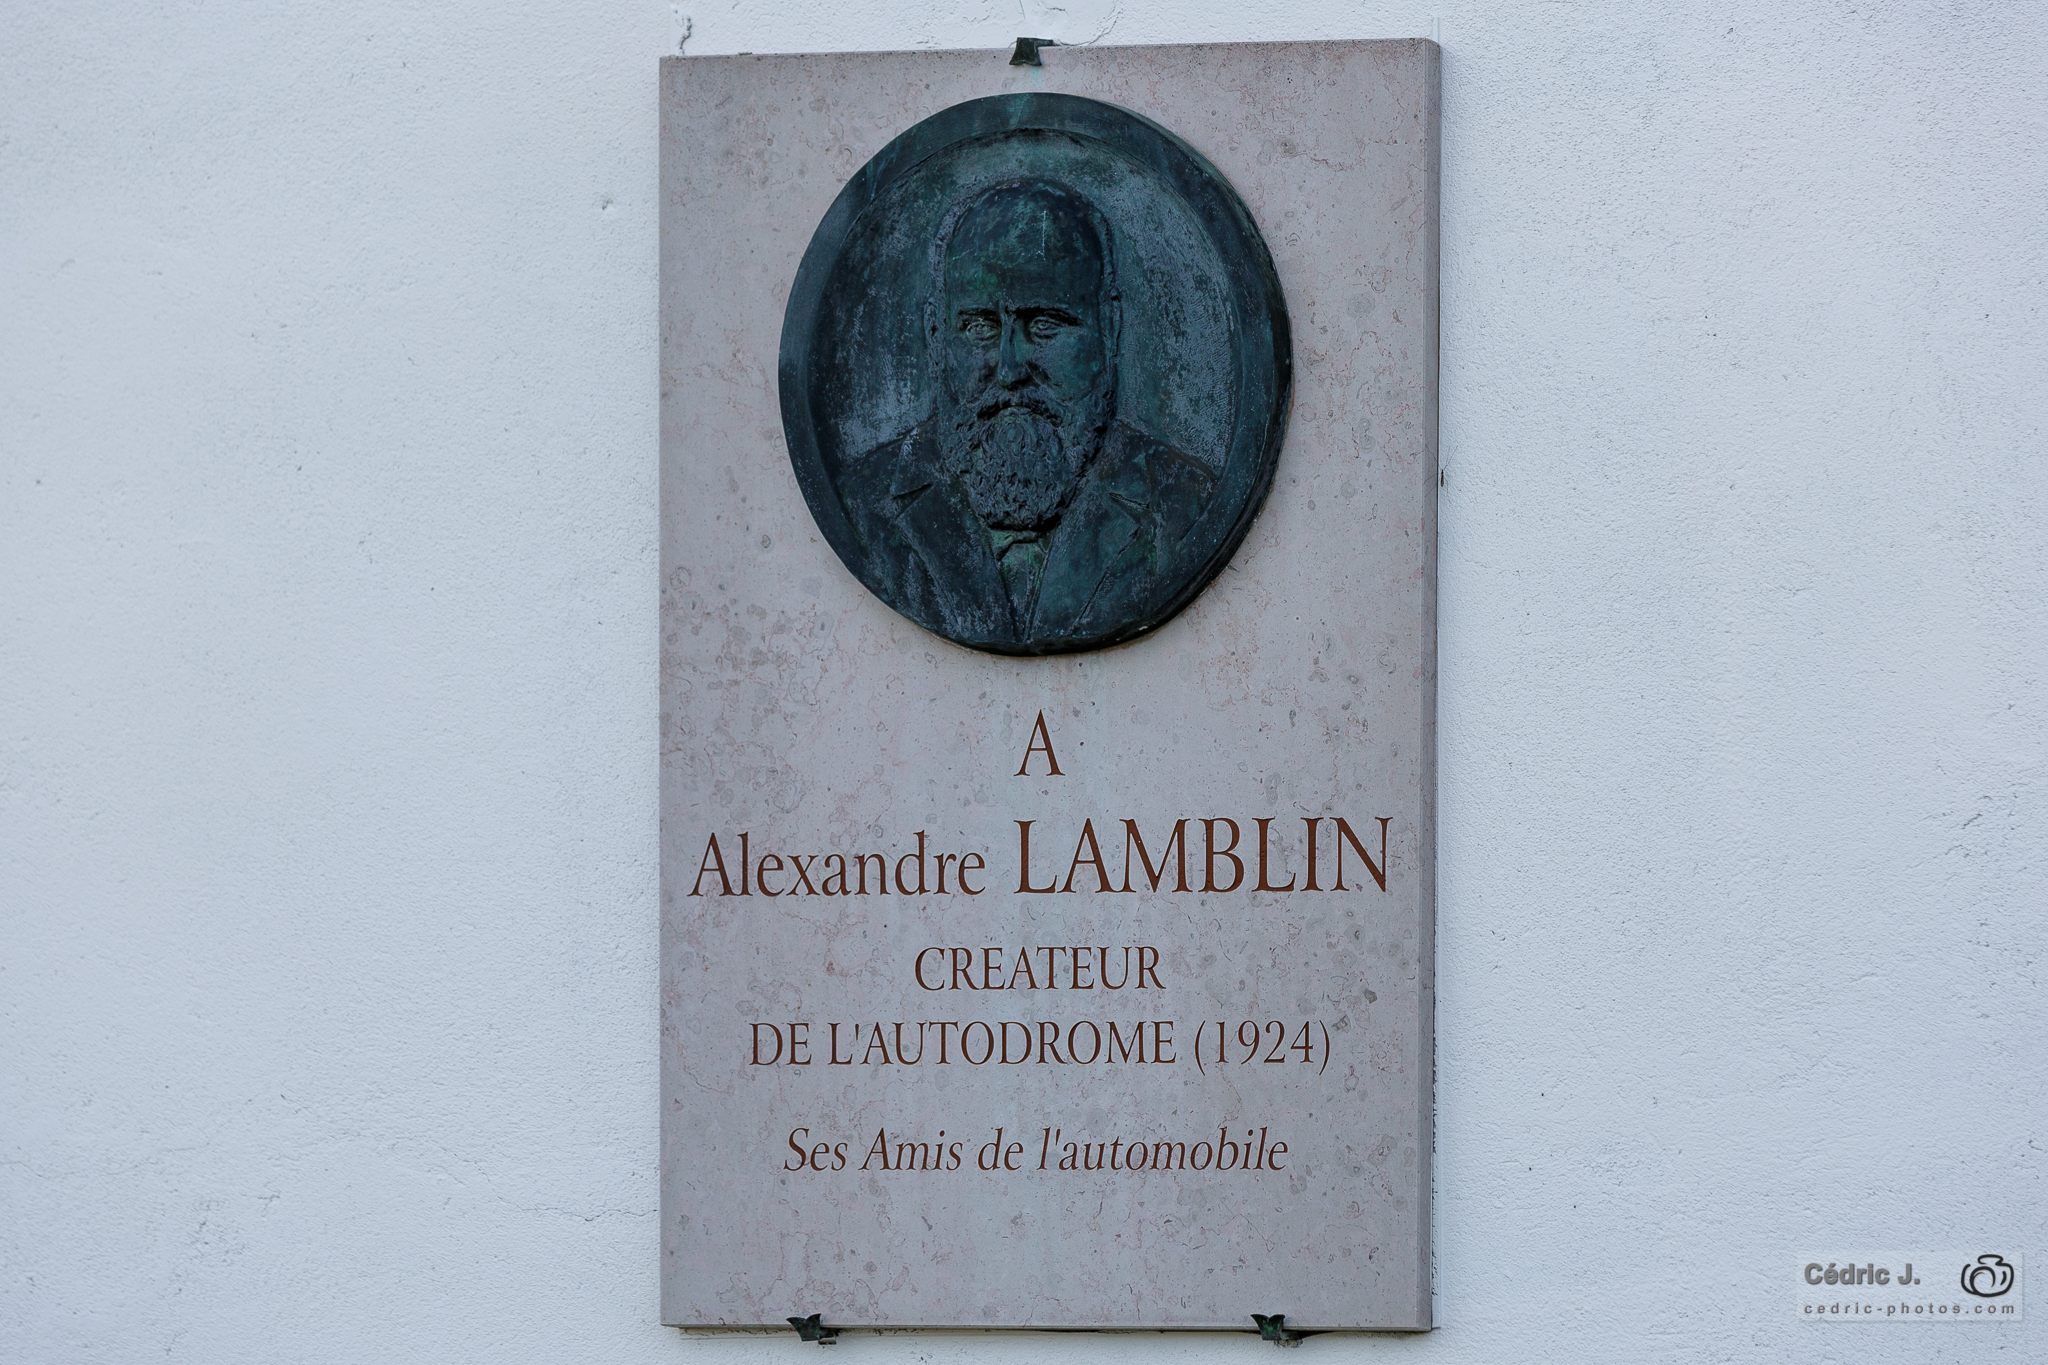 A
Alexandre LAMBLIN
CREATEUR
DE L'AUTODROME (1924)
Ses Amis de l'automobile
Cédric J.
cedric-photos.com